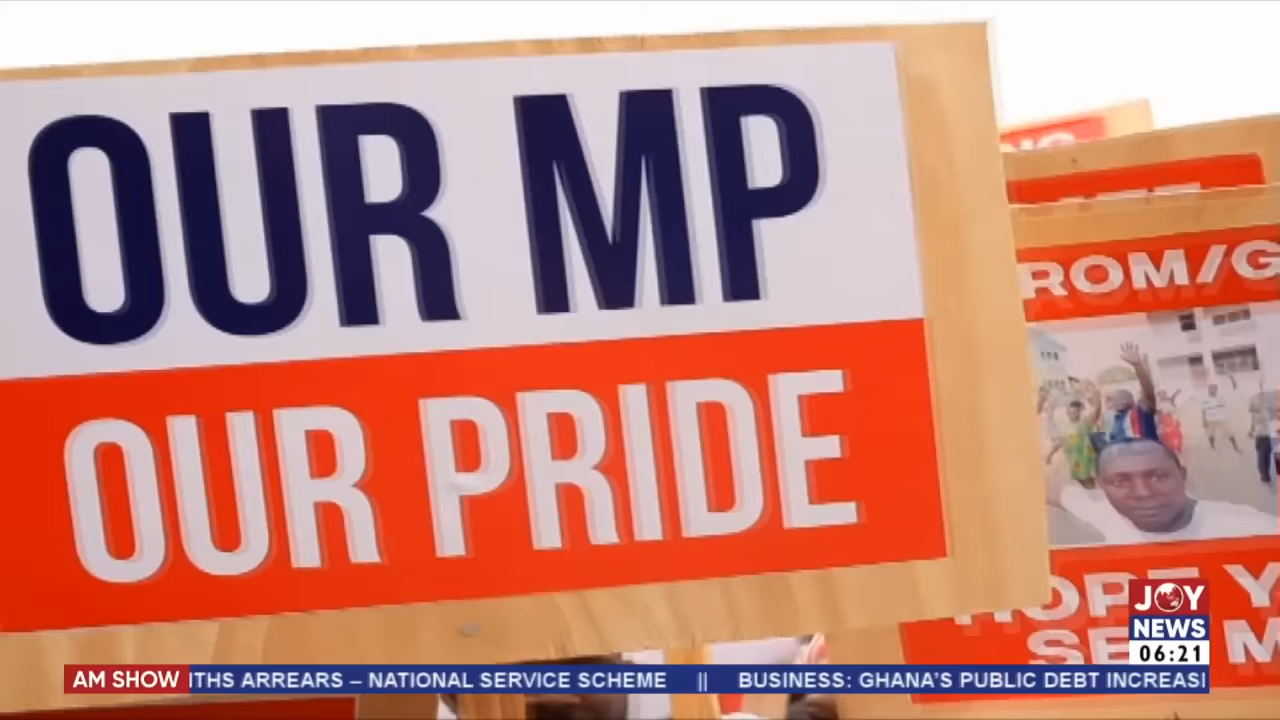 OUR MP
OUR PRIDE
ROM/G
HOPE Y
JOY
NEWS
06:21
AM SHOW
ITHS ARREARS – NATIONAL SERVICE SCHEME || BUSINESS: GHANA'S PUBLIC DEBT INCREASI